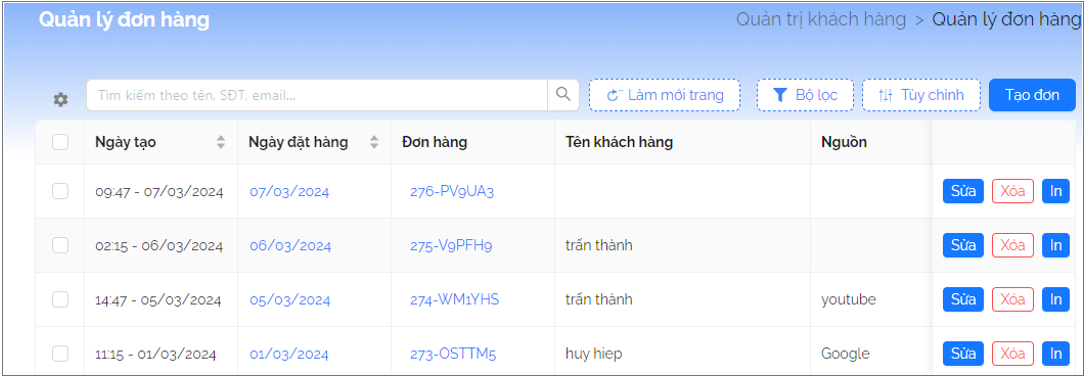 Quản lý đơn hàng
Quản trị khách hàng > Quản lý đơn hàng
Tìm kiếm theo tên, SĐT, email... Làm mới trang Bộ lọc Tùy chỉnh Tạo đơn
Ngày tạo Ngày đặt hàng Đơn hàng Tên khách hàng Nguồn
09:47 - 07/03/2024 07/03/2024 276-PV9UA3 Sửa Xóa In
02:15 - 06/03/2024 06/03/2024 275-V9PFH9 trấn thành Sửa Xóa In
14:47 - 05/03/2024 05/03/2024 274-WM1YHS trấn thành youtube Sửa Xóa In
11:15 - 01/03/2024 01/03/2024 273-OSTTM5 huy hiep Google Sửa Xóa In